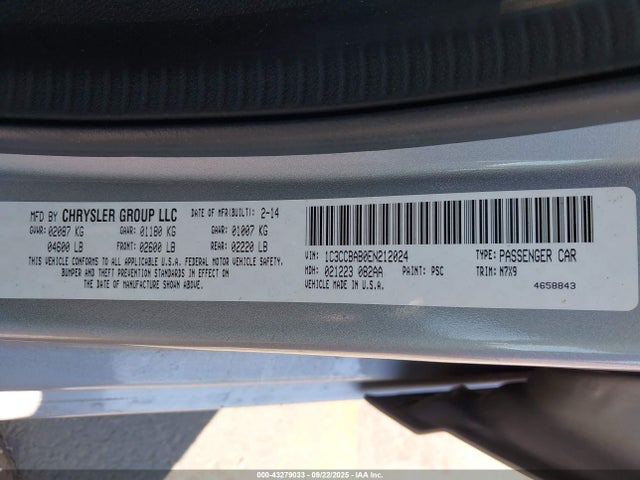 MFD BY CHRYSLER GROUP LLC DATE OF MFR(BUILT): 2-14
GVWR: 02087 KG GAWR: 01180 KG GAWR: 01007 KG
04600 LB FRONT: 02600 LB REAR: 02220 LB
THIS VEHICLE CONFORMS TO ALL APPLICABLE U.S.A. FEDERAL MOTOR VEHICLE SAFETY,
BUMPER AND THEFT PREVENTION STANDARDS IN EFFECT ON
THE DATE OF MANUFACTURE SHOWN ABOVE.
VIN: 1C3CCBAB0EN212024 TYPE: PASSENGER CAR
MDH: 021223 082AA PAINT: PSC TRIM: N7X9
VEHICLE MADE IN U.S.A. 4658843
000-43279033 - 09/22/2025 - IAA, Inc.